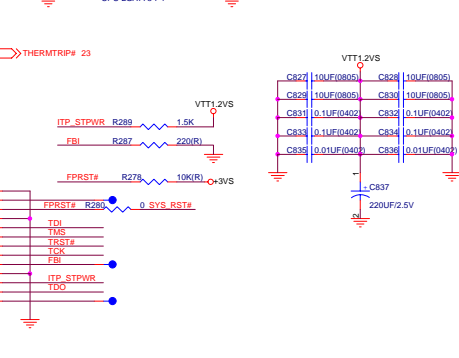 THERMTRIP# 23
VTT1.2VS
ITP_STPWR R289 1.5K
FBI R287 220(R)
FPRST# R278 10K(R) +3VS
FPRST# R280 0 SYS_RST#
TDI
TMS
TRST#
TCK
FBI
ITP_STPWR
TDO
VTT1.2VS
C827 10UF(0805) C828 10UF(0805)
C829 10UF(0805) C830 10UF(0805)
C831 0.1UF(0402) C832 0.1UF(0402)
C833 0.1UF(0402) C834 0.1UF(0402)
C835 0.01UF(0402) C836 0.01UF(0402)
1
+ C837
220UF/2.5V
2